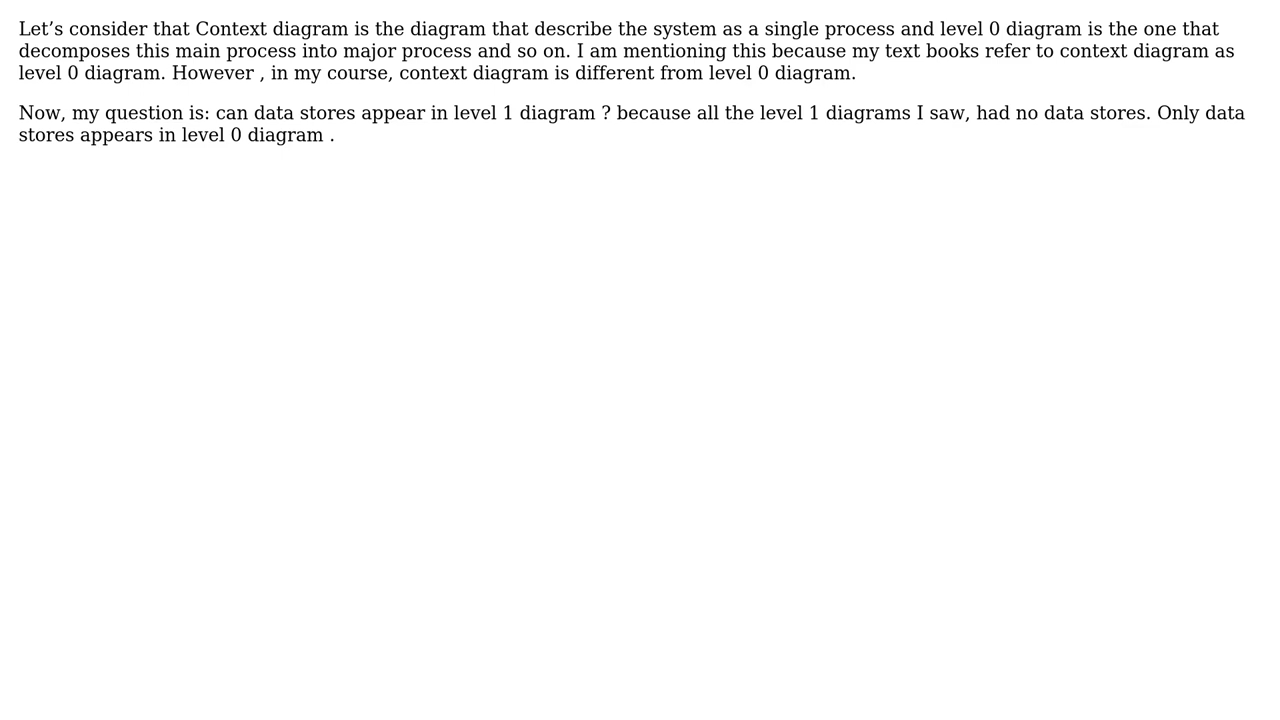 Let’s consider that Context diagram is the diagram that describe the system as a single process and level 0 diagram is the one that
decomposes this main process into major process and so on. I am mentioning this because my text books refer to context diagram as
level 0 diagram. However , in my course, context diagram is different from level 0 diagram.
Now, my question is: can data stores appear in level 1 diagram ? because all the level 1 diagrams I saw, had no data stores. Only data
stores appears in level 0 diagram .